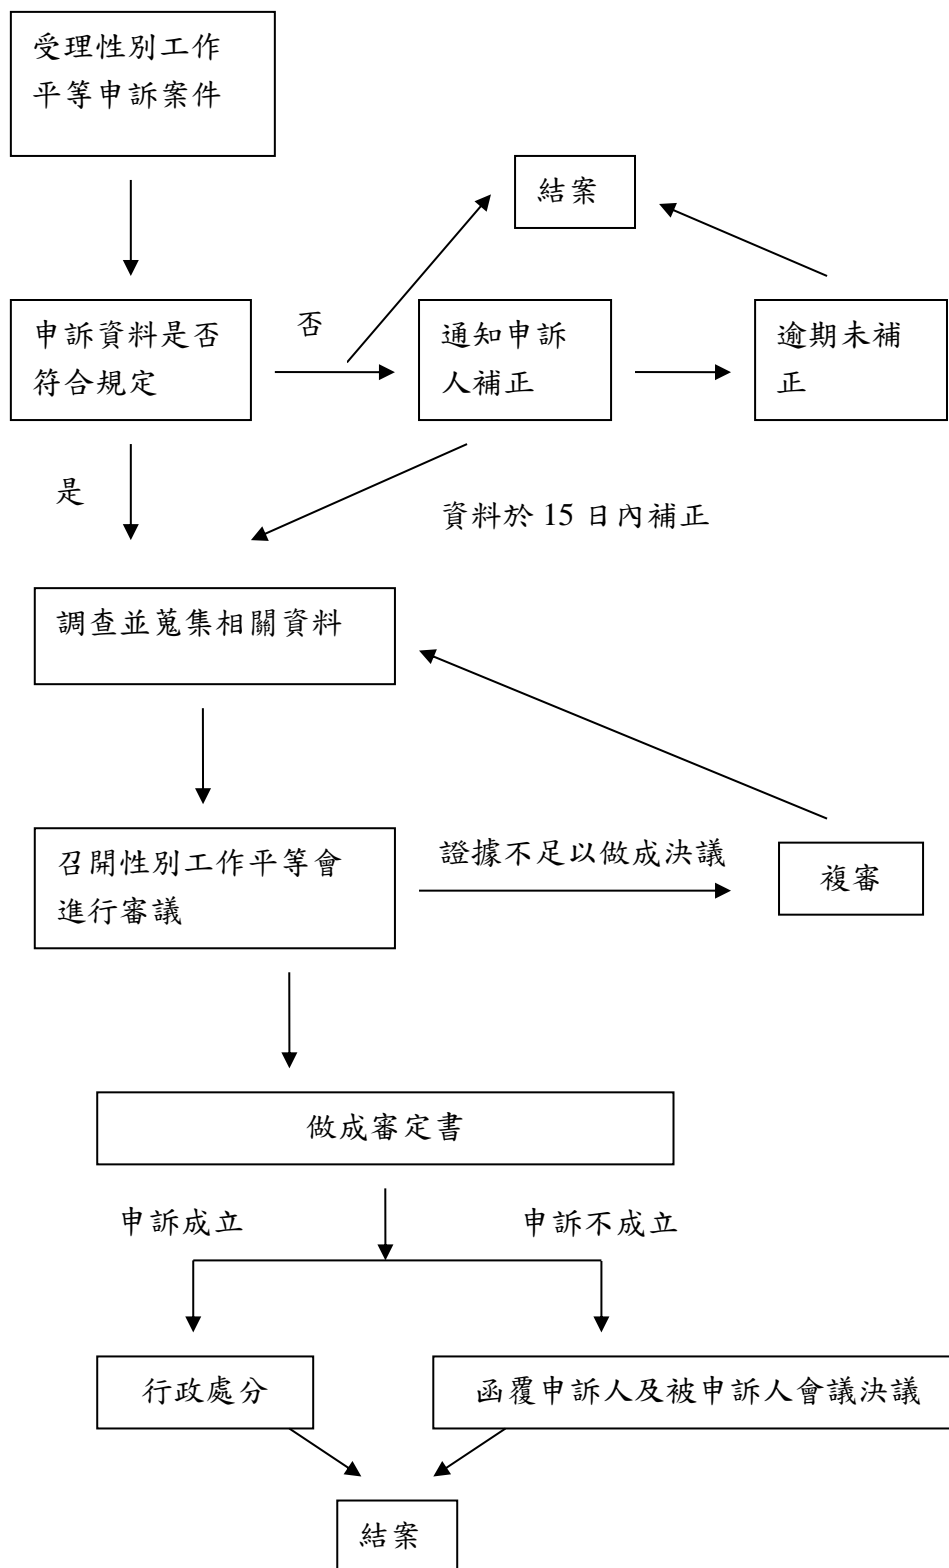 受理性別工作
平等申訴案件
結案
申訴資料是否
符合規定
否
通知申訴
人補正
逾期未補
正
是
資料於 15 日內補正
調查並蒐集相關資料
召開性別工作平等會
進行審議
證據不足以做成決議
複審
做成審定書
申訴成立
申訴不成立
行政處分
函覆申訴人及被申訴人會議決議
結案